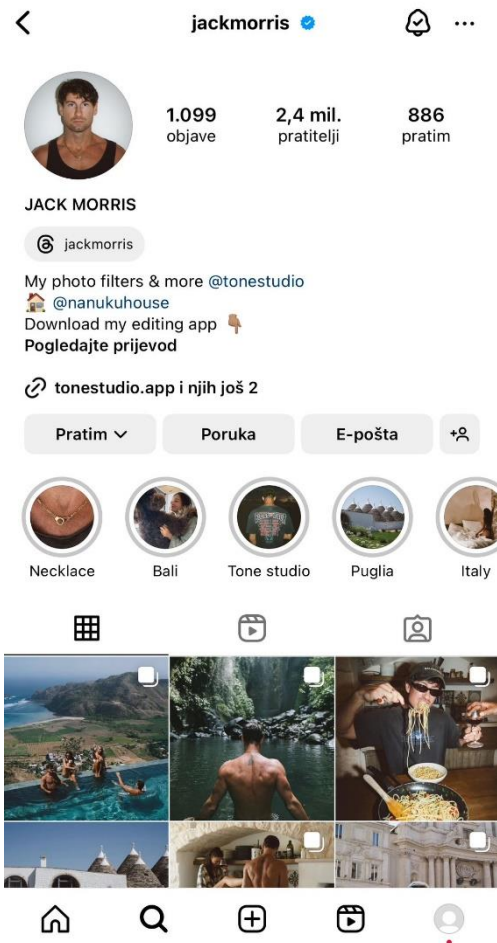 jackmorris
1.099 2,4 mil. 886
objave pratitelji pratim
JACK MORRIS
jackmorris
My photo filters & more @tonestudio
@nanukuhouse
Download my editing app
Pogledajte prijevod
tonestudio.app i njih još 2
Pratim Poruka E-pošta
Necklace Bali Tone studio Puglia Italy